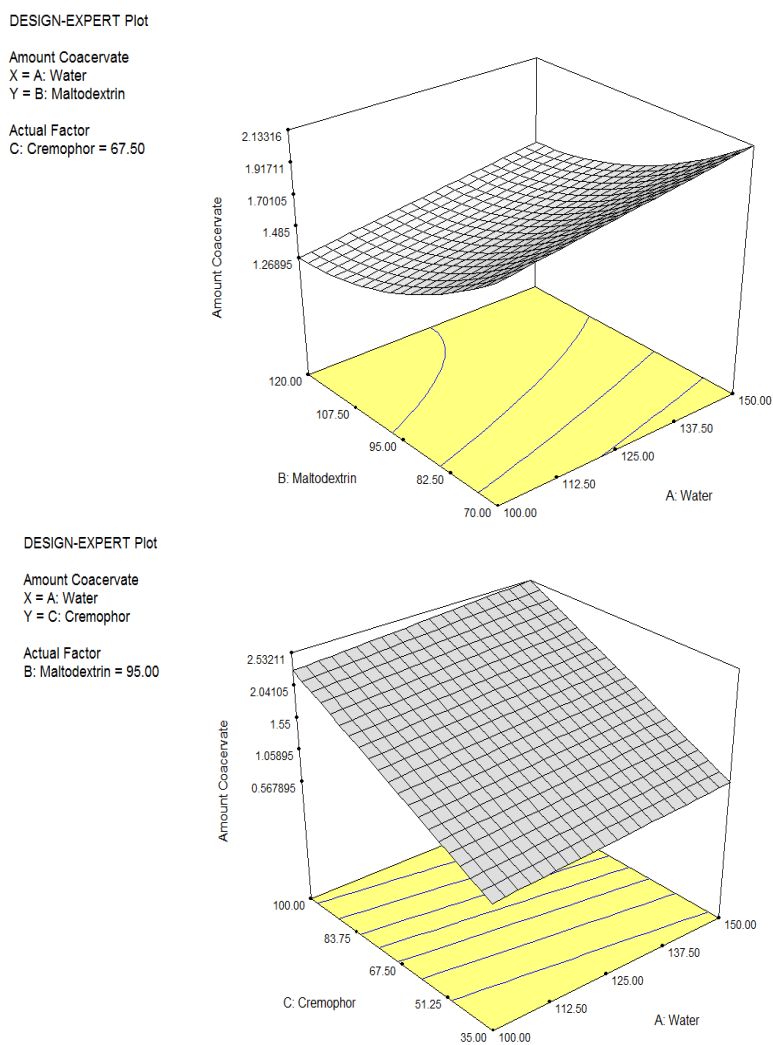 DESIGN-EXPERT Plot
Amount Coacervate
X = A: Water
Y = B: Maltodextrin
Actual Factor
C: Cremophor = 67.50
2.13316
1.91711
1.70105
1.485
1.26895
Amount Coacervate
120.00
107.50
95.00
82.50
70.00
B: Maltodextrin
100.00
112.50
125.00
137.50
150.00
A: Water
DESIGN-EXPERT Plot
Amount Coacervate
X = A: Water
Y = C: Cremophor
Actual Factor
B: Maltodextrin = 95.00
2.53211
2.04105
1.55
1.05895
0.567895
Amount Coacervate
100.00
83.75
67.50
51.25
35.00
C: Cremophor
100.00
112.50
125.00
137.50
150.00
A: Water